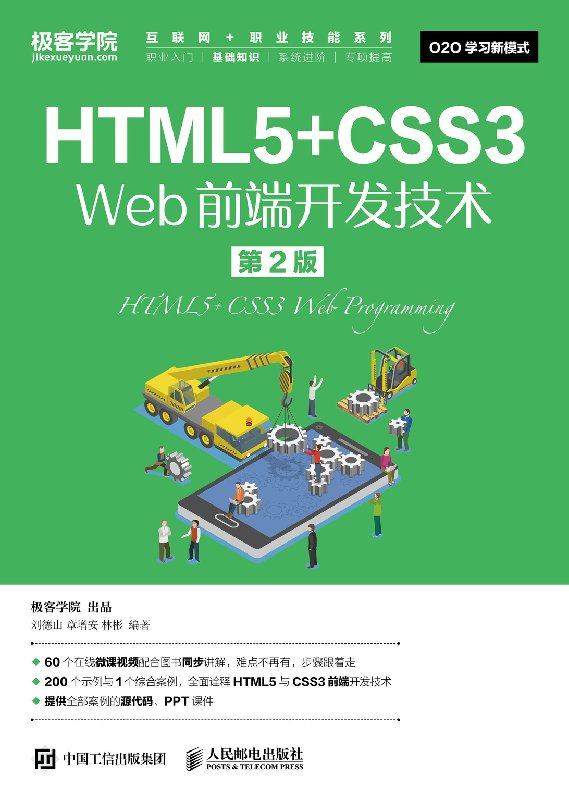 极客学院
jikexueyuan.com
互联网+职业技能系列
职业入门 | 基础知识 | 系统进阶 | 专项提高
O2O 学习新模式
HTML5+CSS3
Web 前端开发技术
第2版
HTML5+ CSS3 Web Programming
极客学院 出品
刘德山 章增安 林彬 编著
◆ 60 个在线微课视频配合图书同步讲解，难点不再有，步骤跟着走
◆ 200 个示例与 1 个综合案例，全面诠释 HTML5 与 CSS3 前端开发技术
◆ 提供全部案例的源代码、PPT 课件
中国工信出版集团
人民邮电出版社
POSTS & TELECOM PRESS